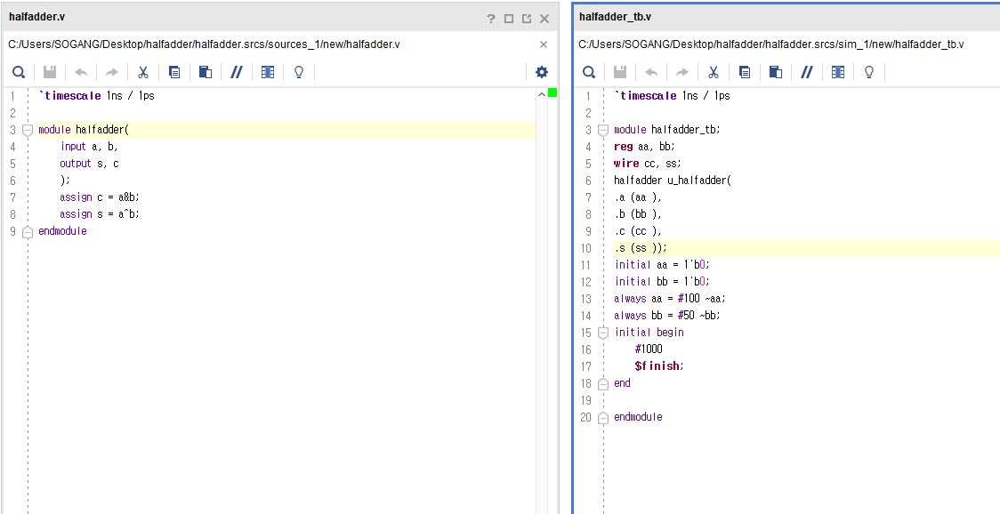 halfadder.v
C:/Users/SOGANG/Desktop/halfadder/halfadder.srcs/sources_1/new/halfadder.v
1 `timescale 1ns / 1ps
2
3 module halfadder(
4 input a, b,
5 output s, c
6 );
7 assign c = a&b;
8 assign s = a^b;
9 endmodule
halfadder_tb.v
C:/Users/SOGANG/Desktop/halfadder/halfadder.srcs/sim_1/new/halfadder_tb.v
1 `timescale 1ns / 1ps
2
3 module halfadder_tb;
4 reg aa, bb;
5 wire cc, ss;
6 halfadder u_halfadder(
7 .a (aa ),
8 .b (bb ),
9 .c (cc ),
10 .s (ss ));
11 initial aa = 1'b0;
12 initial bb = 1'b0;
13 always aa = #100 ~aa;
14 always bb = #50 ~bb;
15 initial begin
16 #1000
17 $finish;
18 end
19
20 endmodule